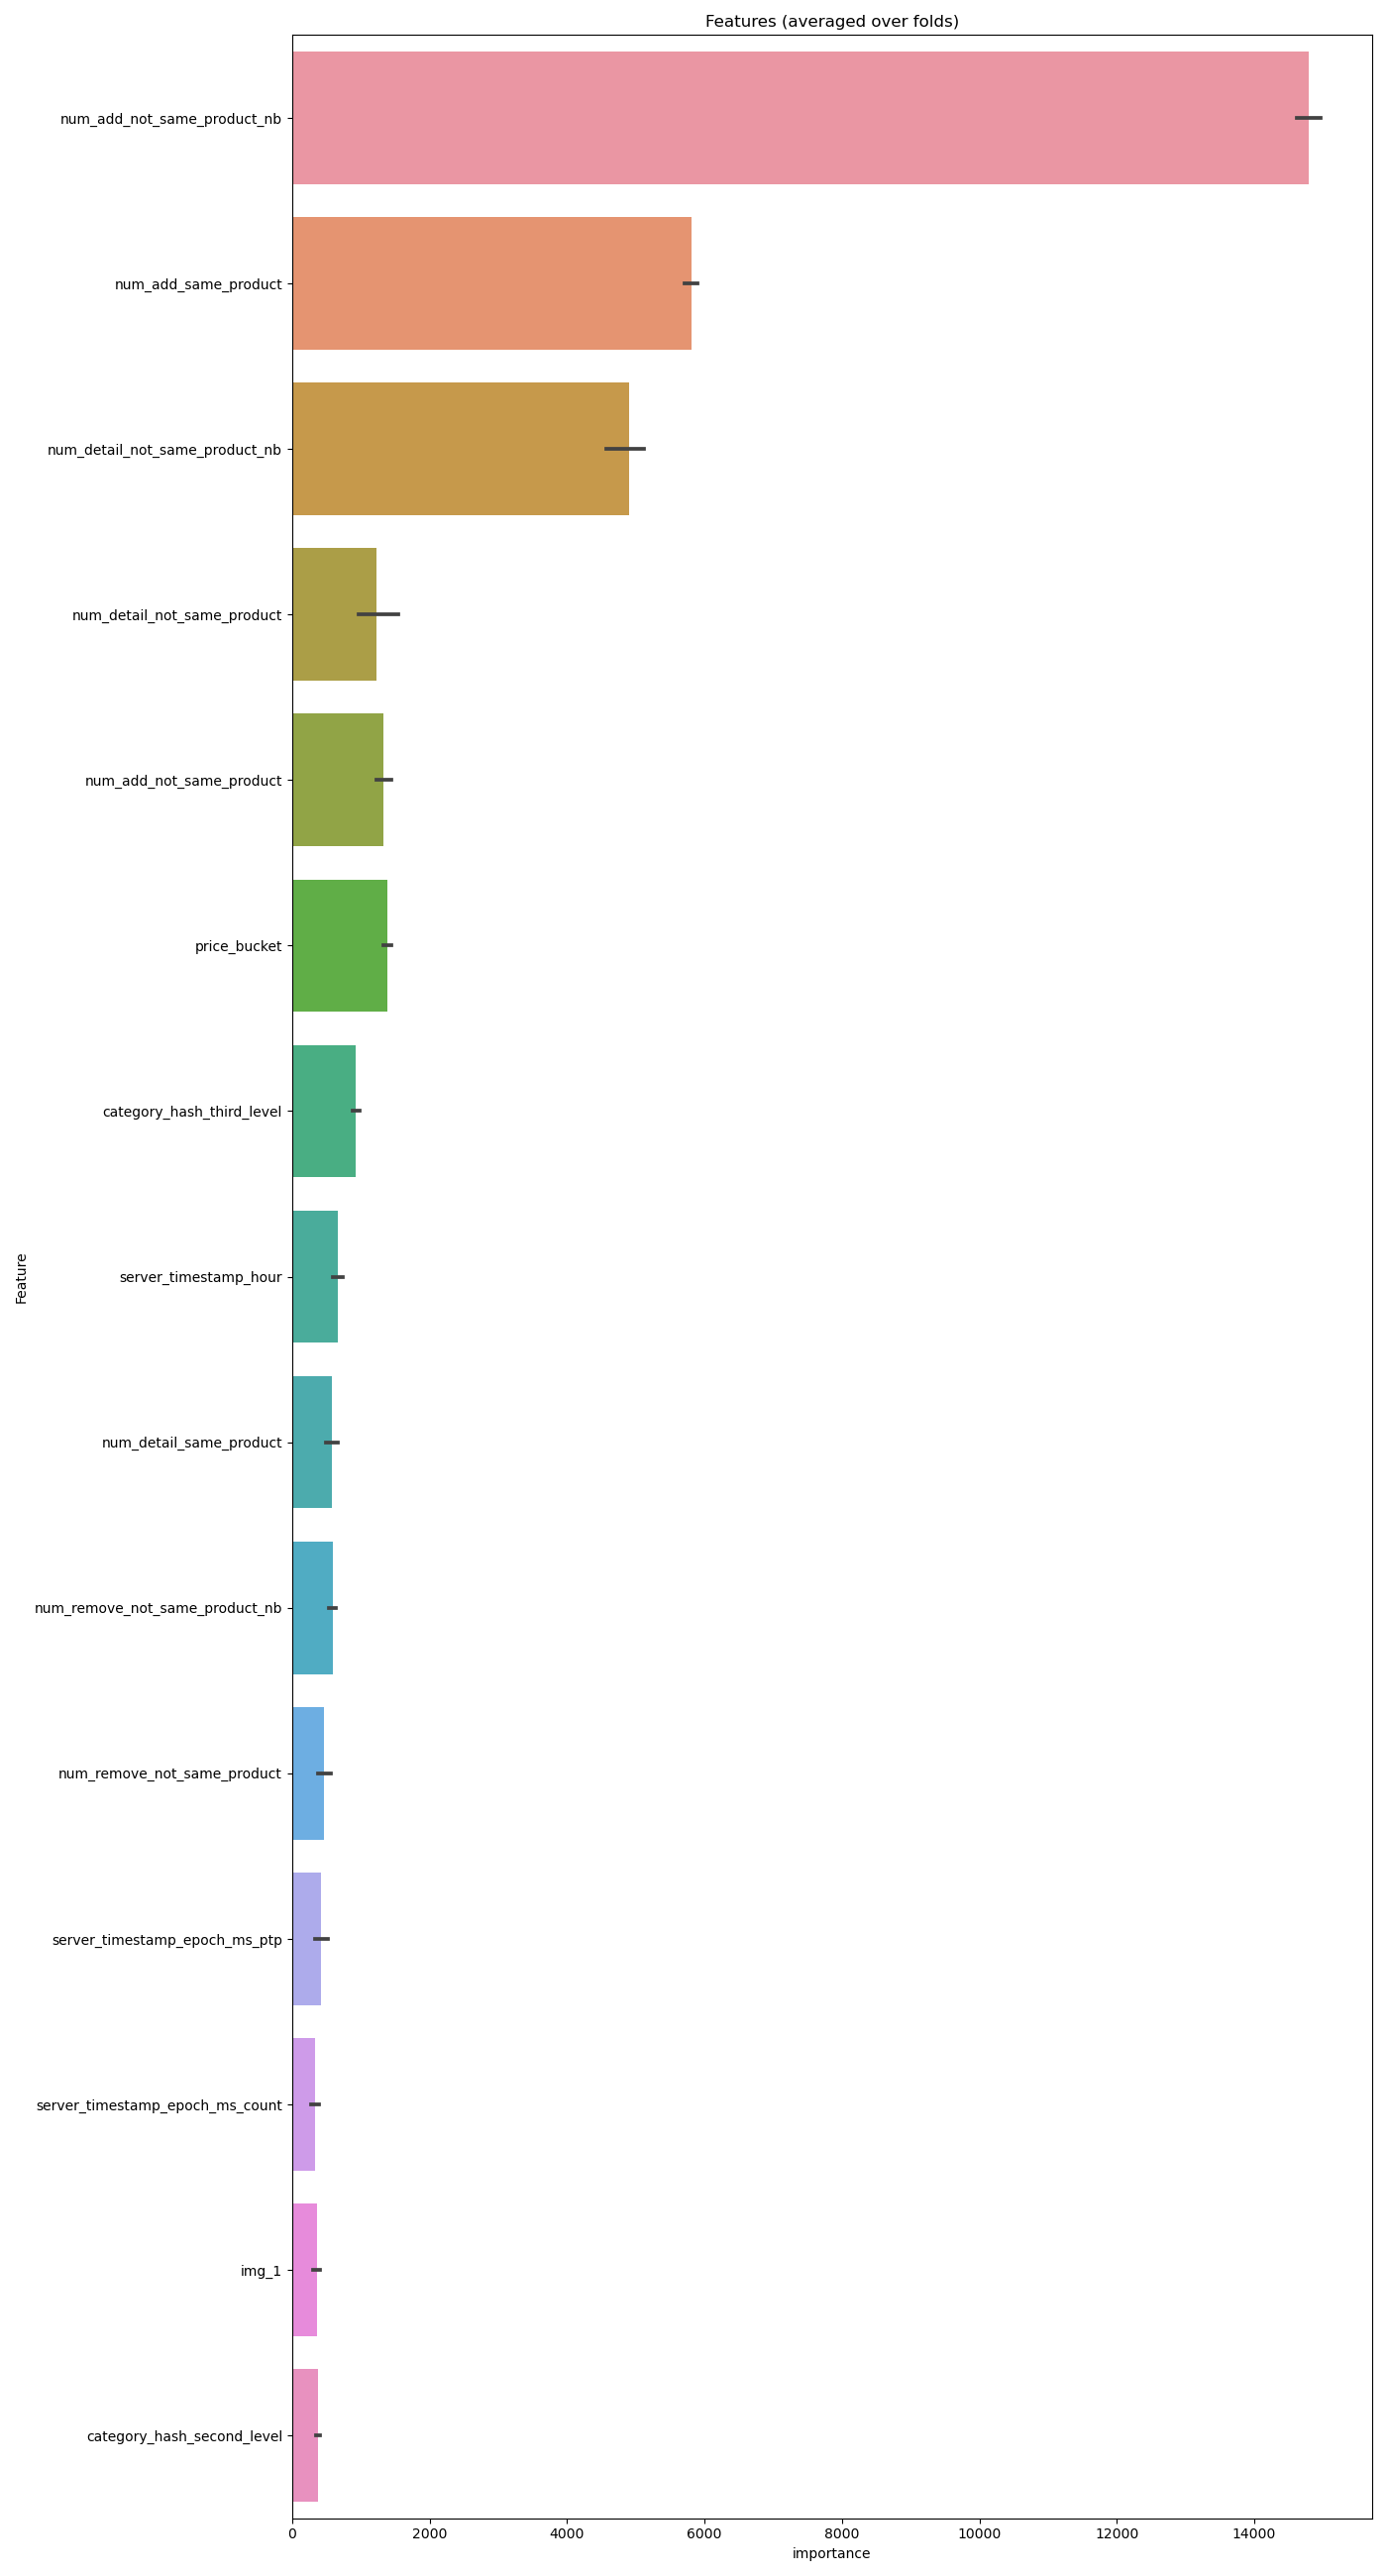 Features (averaged over folds)
num_add_not_same_product_nb
num_add_same_product
num_detail_not_same_product_nb
num_detail_not_same_product
num_add_not_same_product
price_bucket
category_hash_third_level
server_timestamp_hour
num_detail_same_product
num_remove_not_same_product_nb
num_remove_not_same_product
server_timestamp_epoch_ms_ptp
server_timestamp_epoch_ms_count
img_1
category_hash_second_level
Feature
0 2000 4000 6000 8000 10000 12000 14000
importance